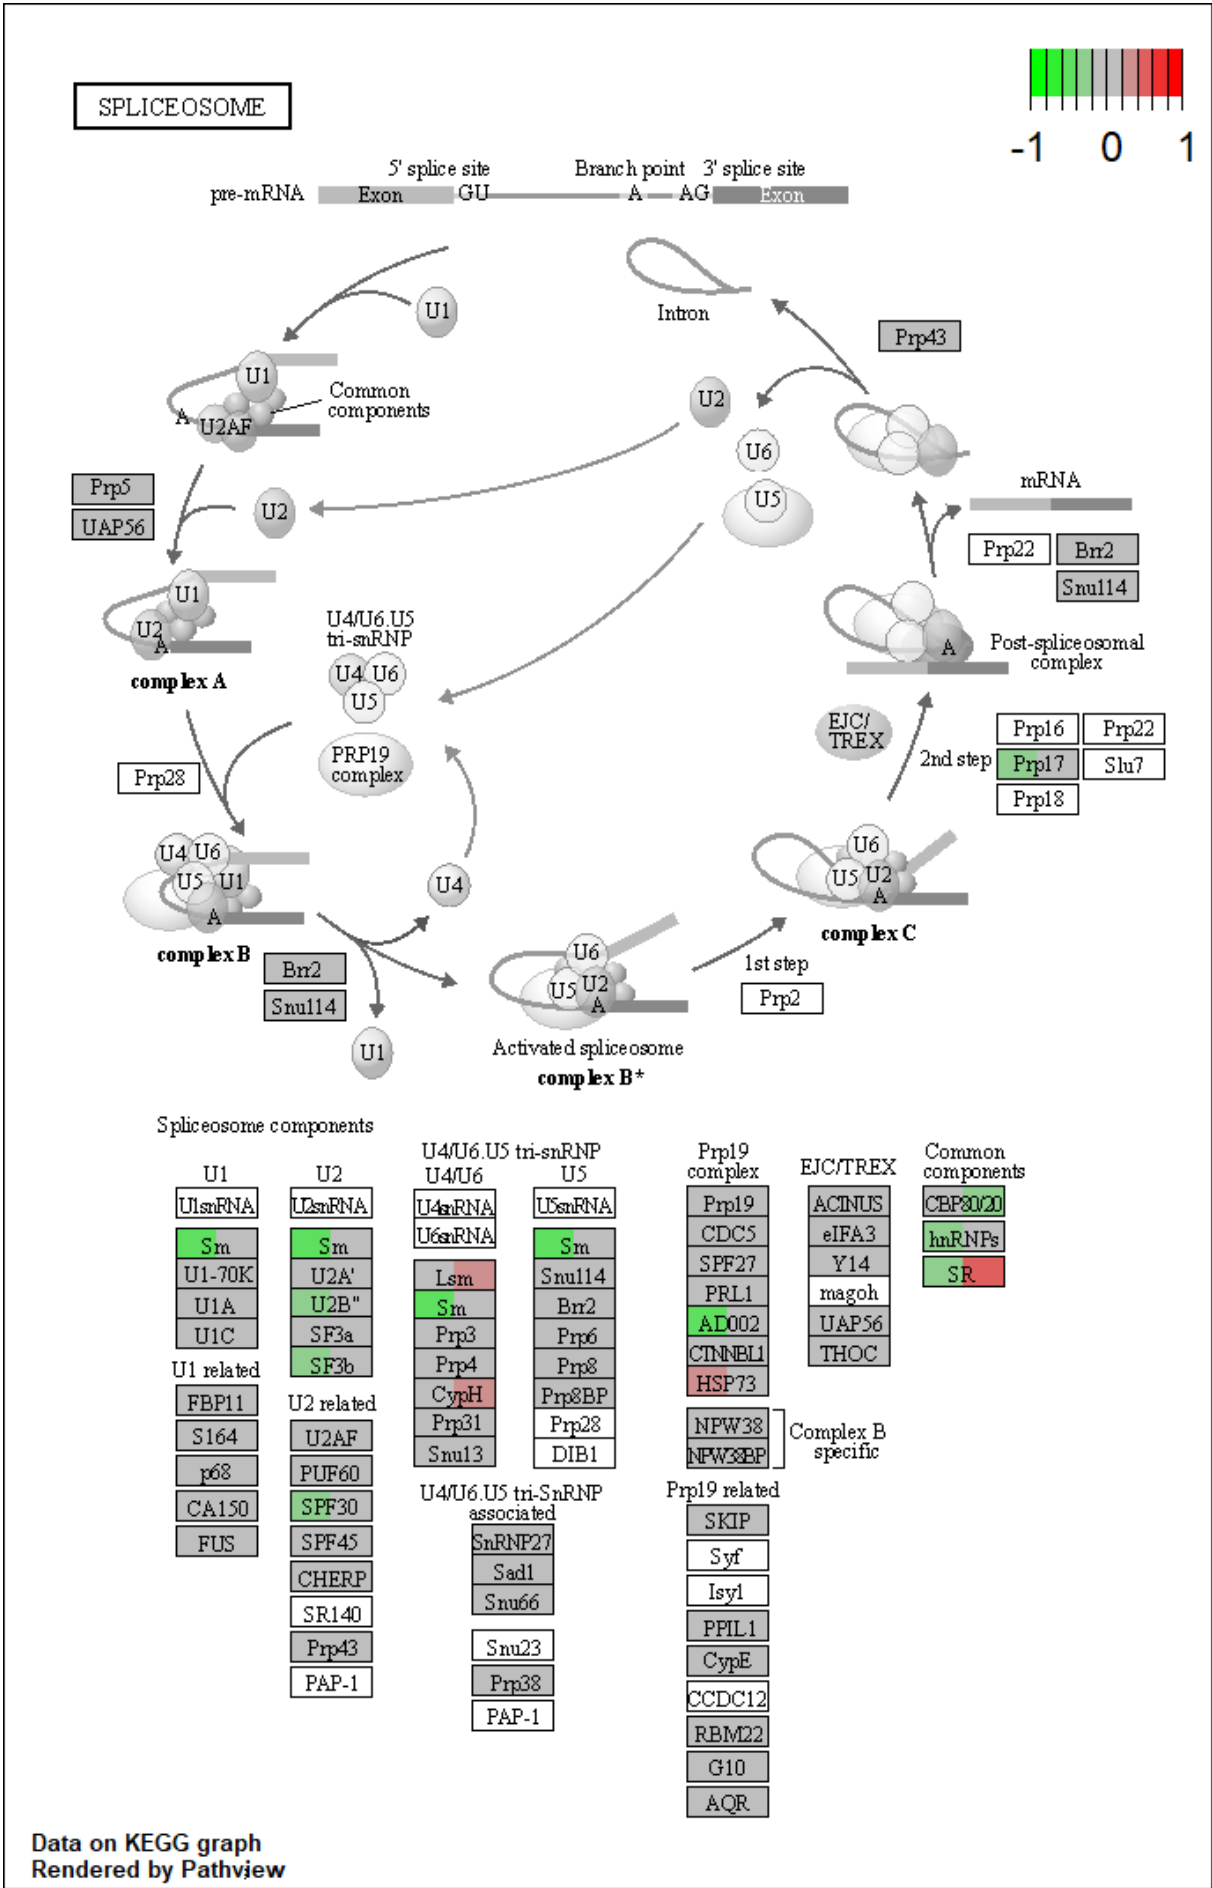 SPLICEOSOME
-1 0 1
5' splice site
Branch point
3' splice site
pre-mRNA
Exon
GU
A
AG
Exon
U1
Intron
Prp43
U1
Common
components
A
U2AF
U2
U6
U5
Prp5
UAP56
U2
mRNA
Prp22
Brr2
Snu114
U1
U2
A
complex A
U4/U6.U5
tri-snRNP
U4
U6
U5
PRP19
complex
A
Post-spliceosomal
complex
EJC/
TREX
2nd step
Prp16
Prp22
Prp17
Slu7
Prp18
Prp28
U4
U6
U5
U1
A
complex B
U4
Brr2
Snu114
U1
U6
U5
U2
A
Activated spliceosome
complex B*
1st step
Prp2
U6
U5
U2
A
complex C
Spliceosome components
U1
U1snRNA
Sm
U1-70K
U1A
U1C
U1 related
FBP11
S164
p68
CA150
FUS
U2
U2snRNA
Sm
U2A'
U2B"
SF3a
SF3b
U2 related
U2AF
PUF60
SPF30
SPF45
CHERP
SR140
Prp43
PAP-1
U4/U6.U5 tri-snRNP
U4/U6
U4snRNA
U6snRNA
Lsm
Sm
Prp3
Prp4
CypH
Prp31
Snu13
U5
U5snRNA
Sm
Snu114
Brr2
Prp6
Prp8
Prp8BP
Prp28
DIB1
U4/U6.U5 tri-SnRNP
associated
SnRNP27
Sad1
Snu66
Snu23
Prp38
PAP-1
Prp19
complex
Prp19
CDC5
SPF27
PRL1
AD002
CTNNBL1
HSP73
NPW38
NPW38BP
Complex B
specific
Prp19 related
SKIP
Syf
Isy1
PPIL1
CypE
CCDC12
RBM22
G10
AQR
EJC/TREX
ACINUS
eIFA3
Y14
magoh
UAP56
THOC
Common
components
CBP80/20
hnRNPs
SR
Data on KEGG graph
Rendered by Pathview